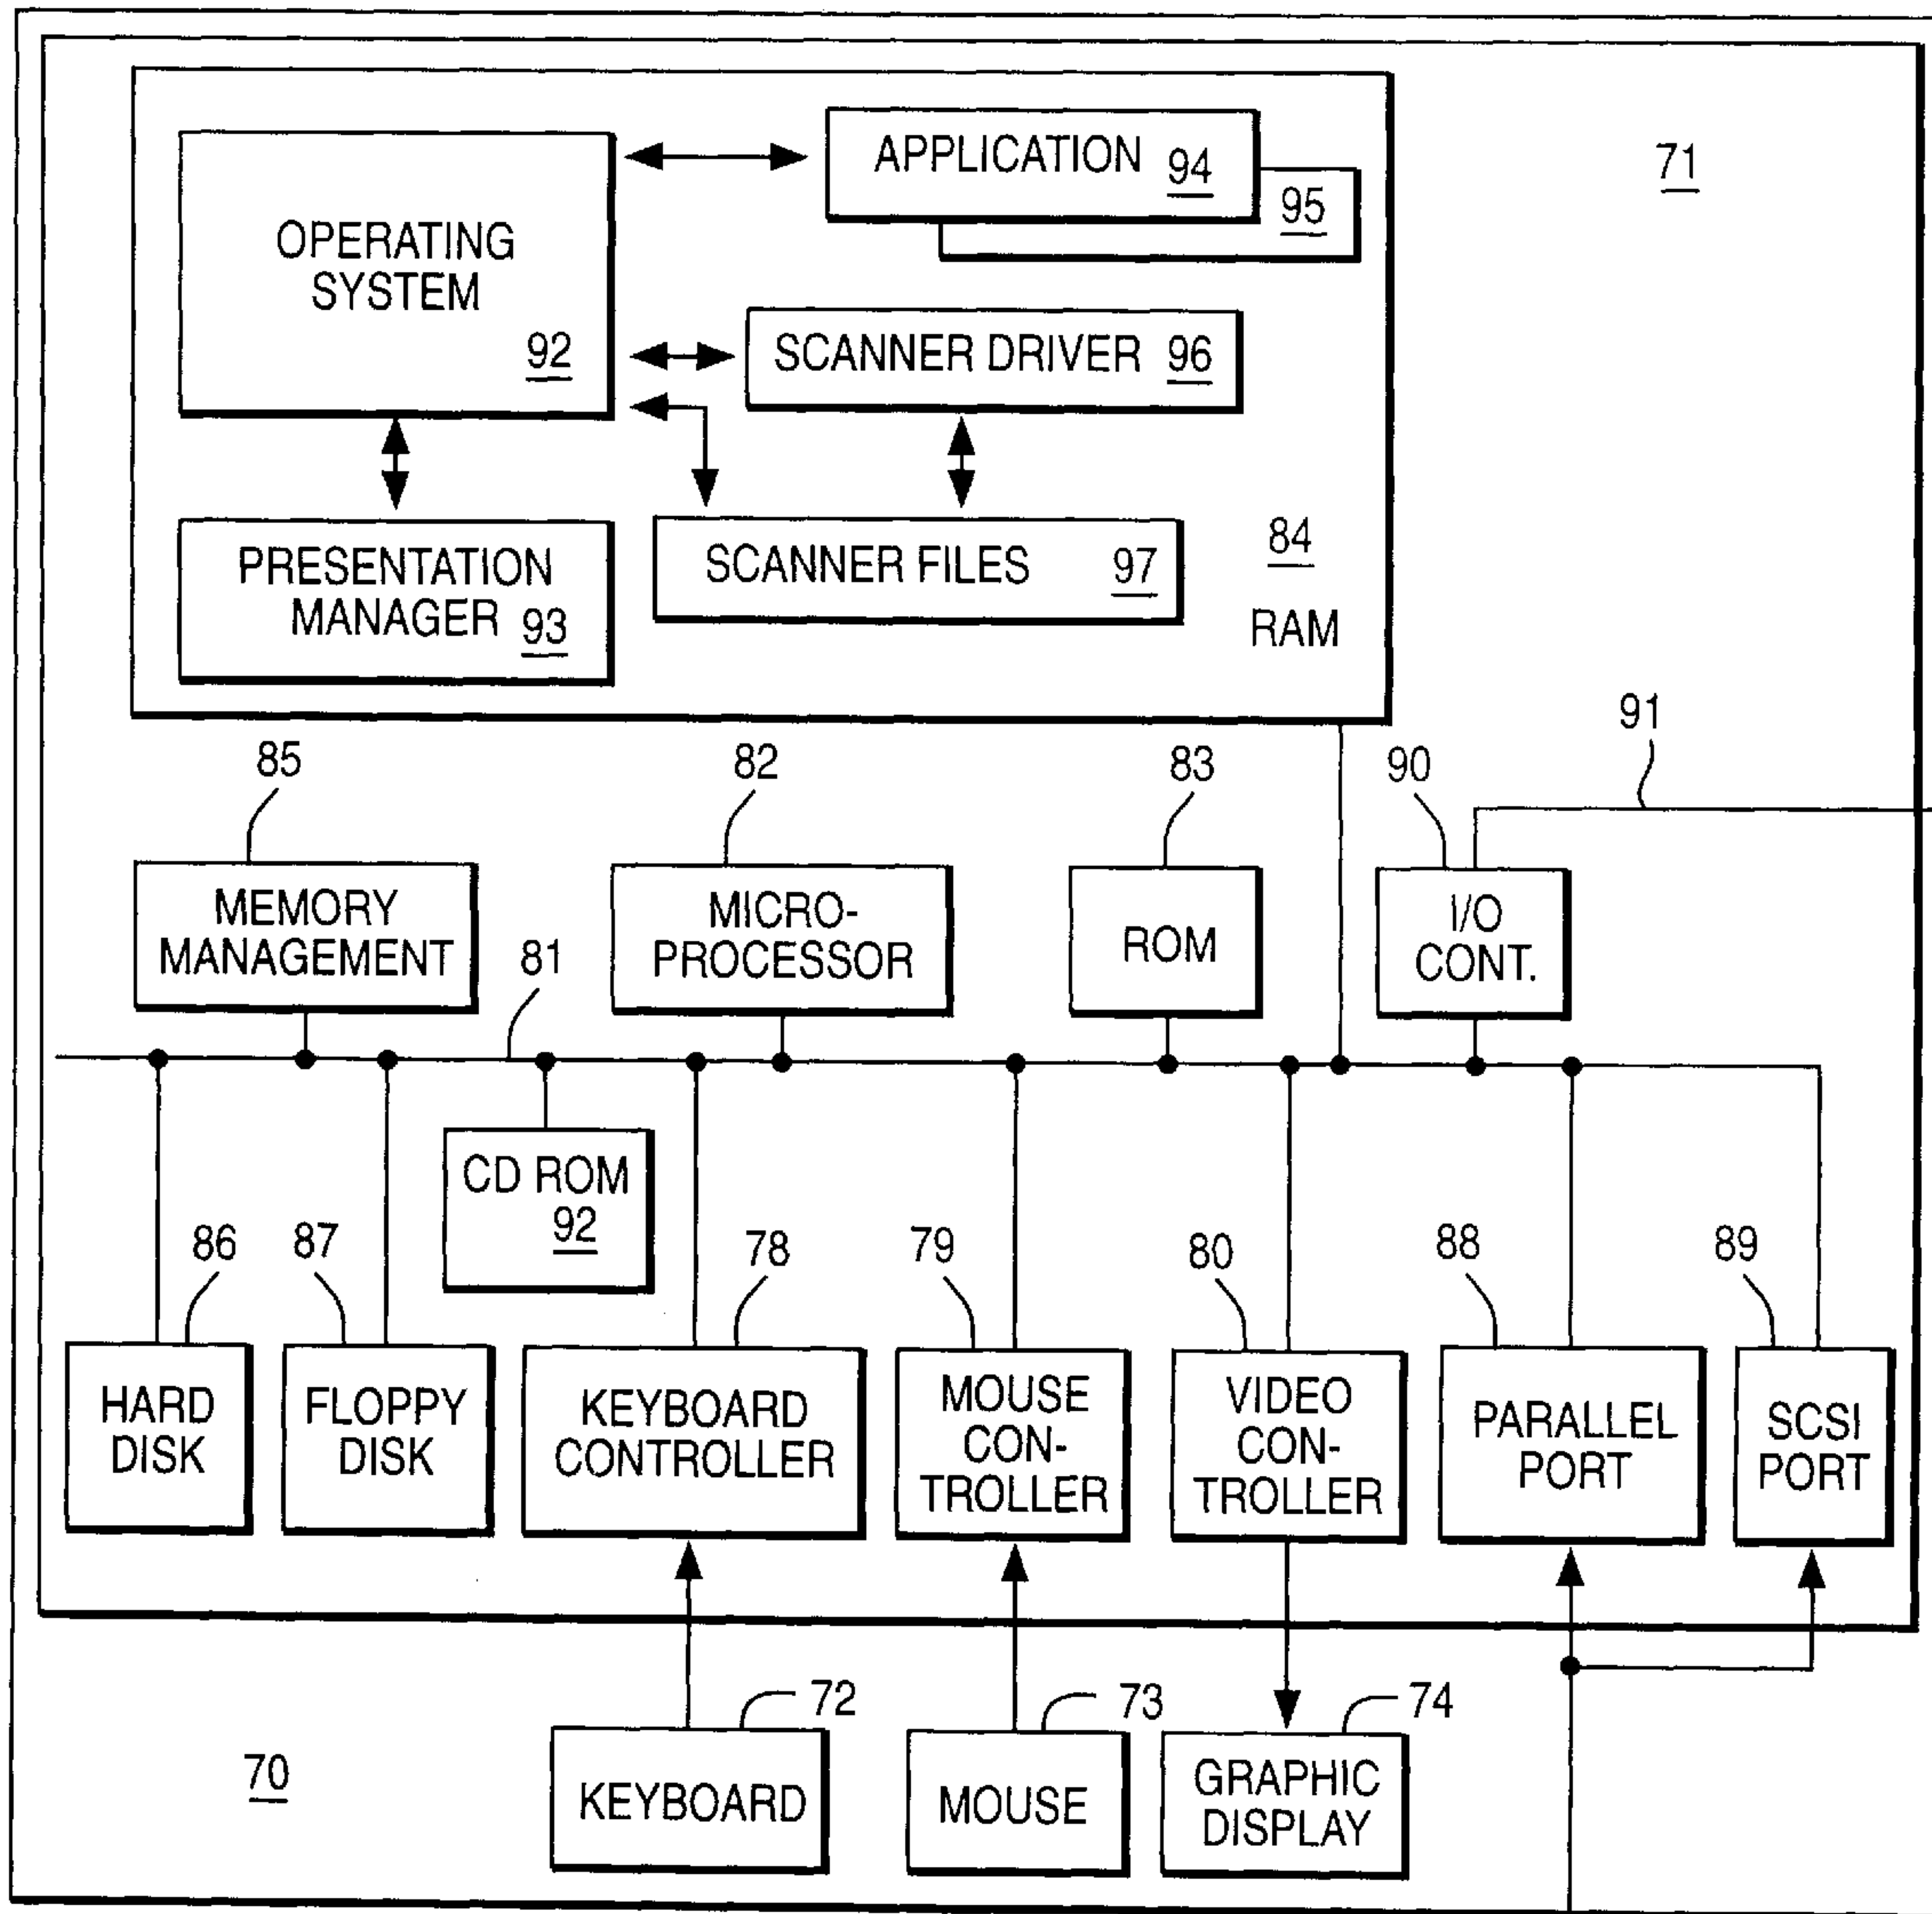 APPLICATION 94
95
71
OPERATING
SYSTEM
92
SCANNER DRIVER 96
PRESENTATION
MANAGER 93
SCANNER FILES 97
84
RAM
91
85
82
83
90
MEMORY
MANAGEMENT
MICRO-
PROCESSOR
ROM
I/O
CONT.
81
CD ROM
92
86
87
78
79
80
88
89
HARD
DISK
FLOPPY
DISK
KEYBOARD
CONTROLLER
MOUSE
CON-
TROLLER
VIDEO
CON-
TROLLER
PARALLEL
PORT
SCSI
PORT
72
73
74
70
KEYBOARD
MOUSE
GRAPHIC
DISPLAY